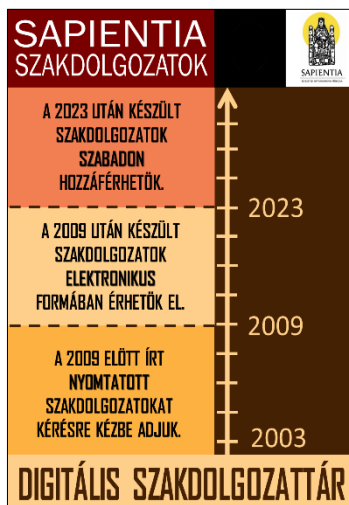 SAPIENTIA
SZAKDOLGOZATOK
SAPIENTIA
A 2023 UTÁN KÉSZÜLT
SZAKDOLGOZATOK
SZABADON
HOZZÁFÉRHETŐK.
2023
A 2009 UTÁN KÉSZÜLT
SZAKDOLGOZATOK
ELEKTRONIKUS
FORMÁBAN ÉRHETŐK EL.
2009
A 2009 ELŐTT ÍRT
NYOMTATOTT
SZAKDOLGOZATOKAT
KÉRÉSRE KÉZBE ADJUK.
2003
DIGITÁLIS SZAKDOLGOZATTÁR